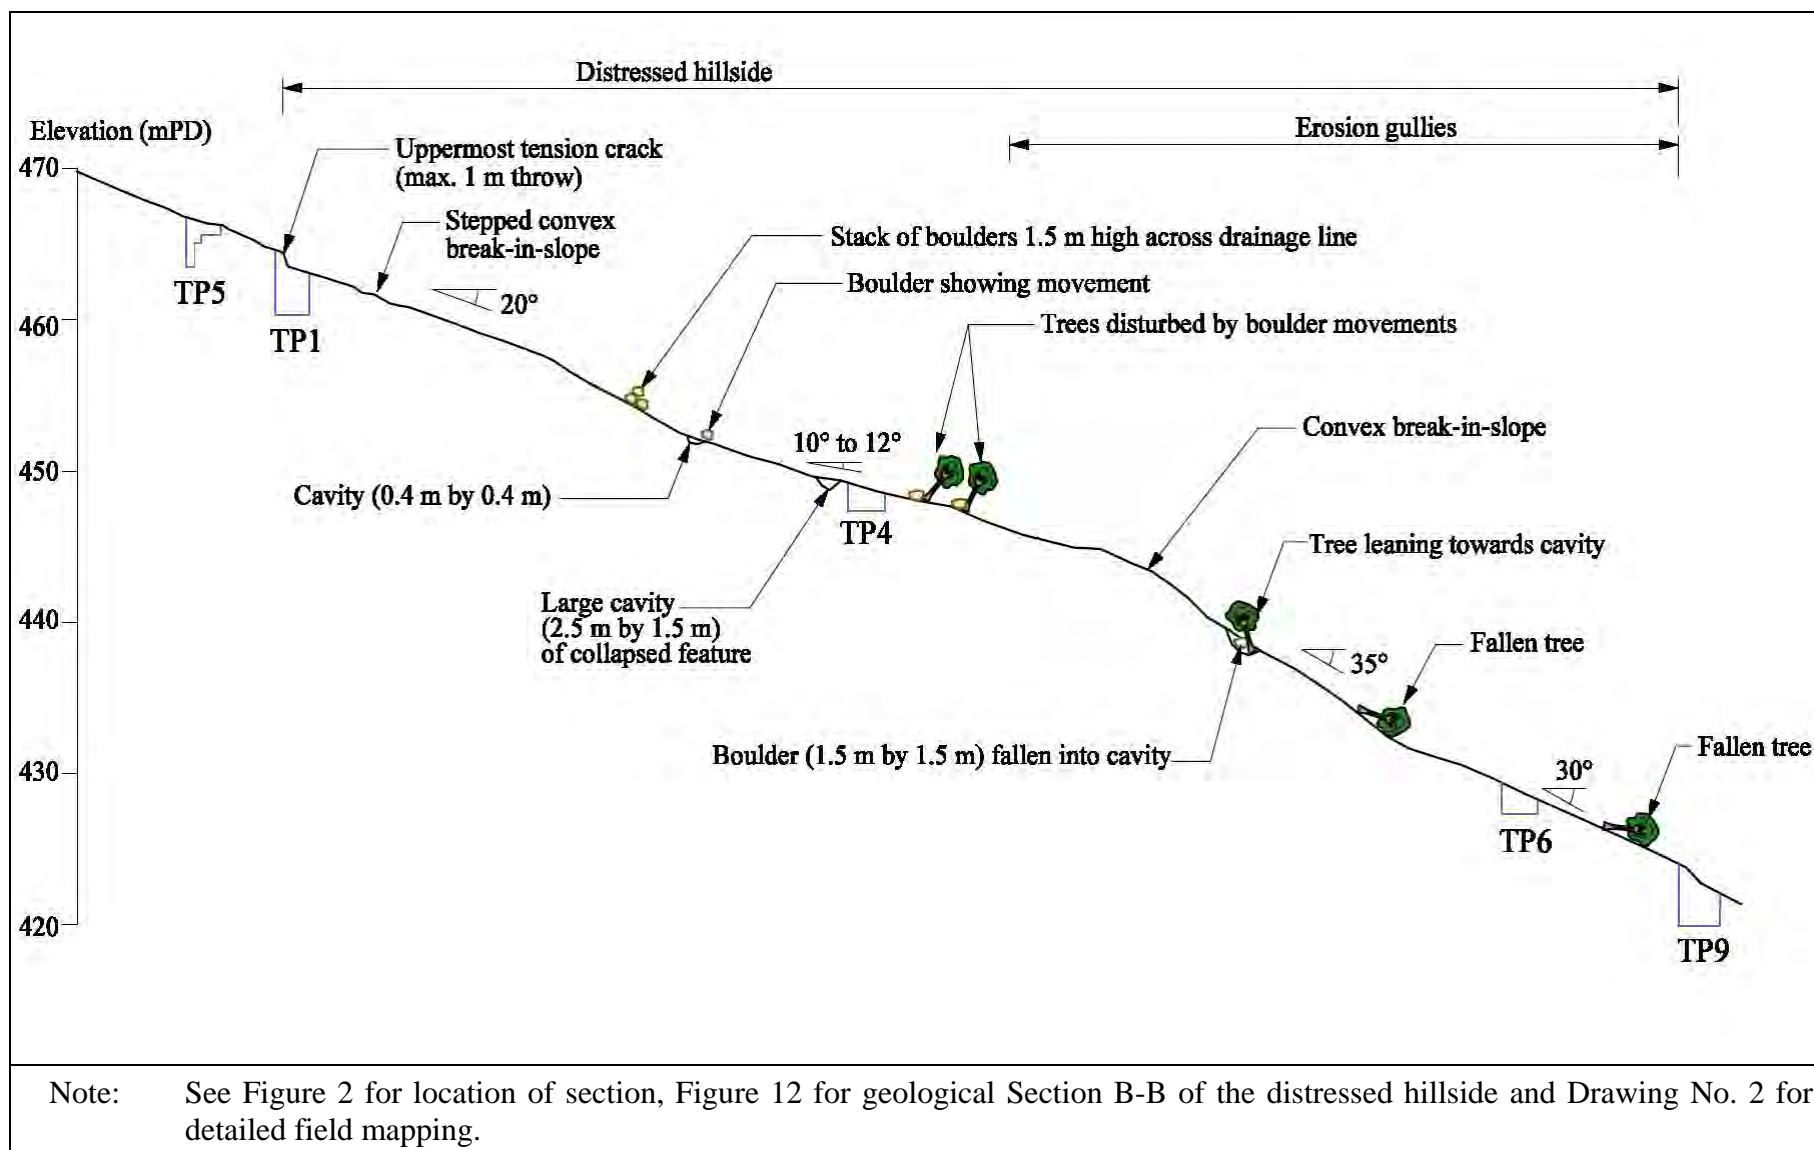 Distressed hillside
Erosion gullies
Elevation (mPD)
470
460
450
440
430
420
Uppermost tension crack
(max. 1 m throw)
Stepped convex
break-in-slope
TP5
TP1
20°
Stack of boulders 1.5 m high across drainage line
Boulder showing movement
Trees disturbed by boulder movements
10° to 12°
Convex break-in-slope
Cavity (0.4 m by 0.4 m)
TP4
Tree leaning towards cavity
Large cavity
(2.5 m by 1.5 m)
of collapsed feature
35°
Fallen tree
Boulder (1.5 m by 1.5 m) fallen into cavity
30°
Fallen tree
TP6
TP9
Note: See Figure 2 for location of section, Figure 12 for geological Section B-B of the distressed hillside and Drawing No. 2 for
detailed field mapping.